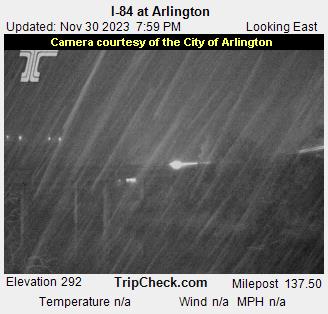 I-84 at Arlington
Updated: Nov 30 2023 7:59 PM Looking East
Camera courtesy of the City of Arlington
Elevation 292 TripCheck.com Milepost 137.50
Temperature n/a Wind n/a MPH n/a